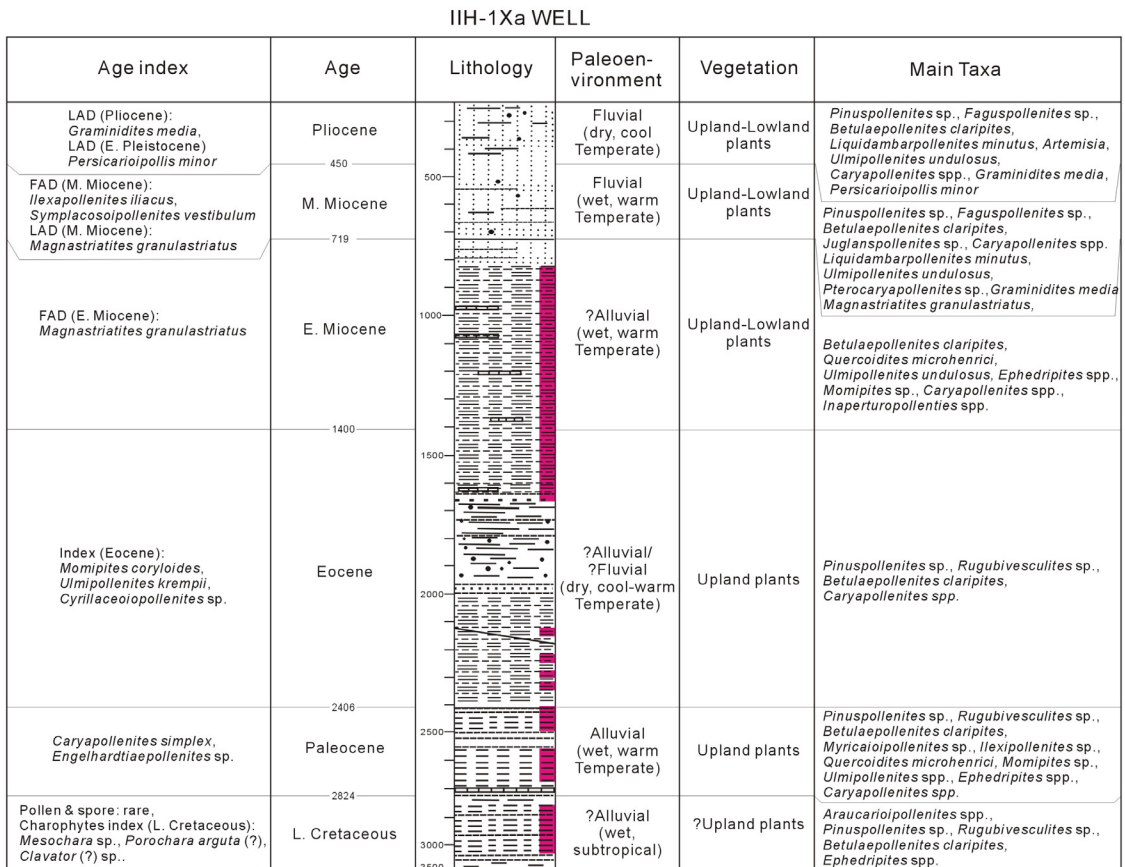 IIH-1Xa WELL
Age index
Age
Lithology
Paleoen-
vironment
Vegetation
Main Taxa
LAD (Pliocene):
Graminidites media,
LAD (E. Pleistocene)
Persicarioipollis minor
Pliocene
Fluvial
(dry, cool
Temperate)
Upland-Lowland
plants
Pinuspollenites sp., Faguspollenites sp.,
Betulaepollenites claripites,
Liquidambarpollenites minutus, Artemisia,
Ulmipollenites undulosus,
Caryapollenites spp., Graminidites media,
Persicarioipollis minor
450
500
FAD (M. Miocene):
Ilexapollenites iliacus,
Symplacosoipollenites vestibulum
LAD (M. Miocene):
Magnastriatites granulastriatus
M. Miocene
Fluvial
(wet, warm
Temperate)
Upland-Lowland
plants
Pinuspollenites sp., Faguspollenites sp.,
Betulaepollenites claripites,
Juglanspollenites sp., Caryapollenites spp.
Liquidambarpollenites minutus,
Ulmipollenites undulosus,
Pterocaryapollenites sp., Graminidites media
Magnastriatites granulastriatus,
719
FAD (E. Miocene):
Magnastriatites granulastriatus
E. Miocene
1000
?Alluvial
(wet, warm
Temperate)
Upland-Lowland
plants
Betulaepollenites claripites,
Quercoidites microhenrici,
Ulmipollenites undulosus, Ephedripites spp.,
Momipites sp., Caryapollenites spp.,
Inaperturopollenties spp.
1400
1500
Index (Eocene):
Momipites coryloides,
Ulmipollenites krempii,
Cyrillaceoiopollenites sp.
Eocene
2000
?Alluvial/
?Fluvial
(dry, cool-warm
Temperate)
Upland plants
Pinuspollenites sp., Rugubivesculites sp.,
Betulaepollenites claripites,
Caryapollenites spp.
2406
2500
Caryapollenites simplex,
Engelhardtiaepollenites sp.
Paleocene
Alluvial
(wet, warm
Temperate)
Upland plants
Pinuspollenites sp., Rugubivesculites sp.,
Betulaepollenites claripites,
Myricaioipollenites sp., Ilexipollenites sp.,
Quercoidites microhenrici, Momipites sp.,
Ulmipollenites spp., Ephedripites spp.,
Caryapollenites spp.
2824
Pollen & spore: rare,
Charophytes index (L. Cretaceous):
Mesochara sp., Porochara arguta (?),
Clavator (?) sp..
L. Cretaceous
3000
3500
?Alluvial
(wet,
subtropical)
?Upland plants
Araucarioipollenites spp.,
Pinuspollenites sp., Rugubivesculites sp.,
Betulaepollenites claripites,
Ephedripites spp.